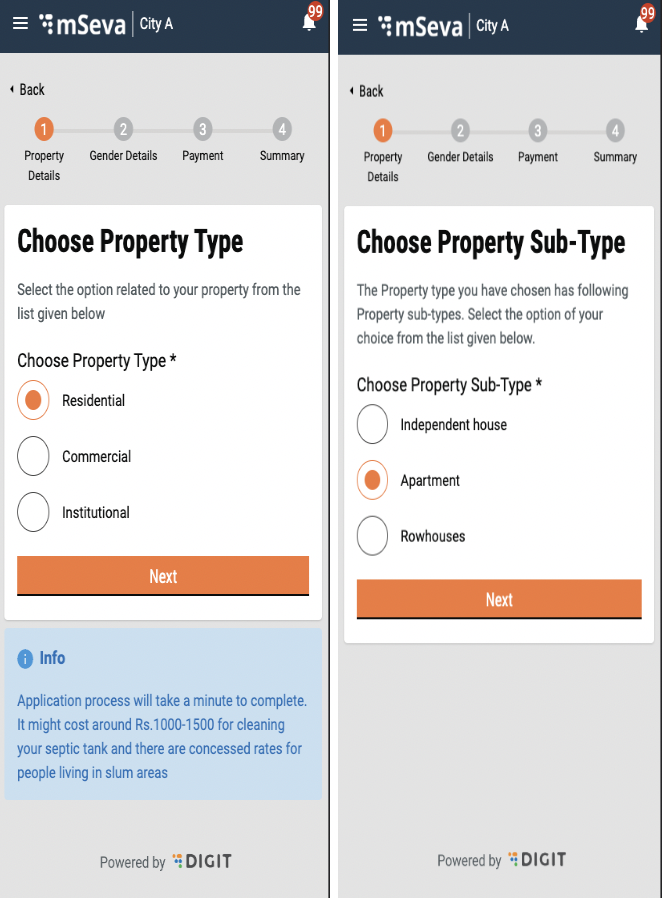 mSeva City A 99
Back
1 2 3 4
Property Details Gender Details Payment Summary
Choose Property Type
Select the option related to your property from the
list given below
Choose Property Type *
Residential
Commercial
Institutional
Next
Info
Application process will take a minute to complete.
It might cost around Rs.1000-1500 for cleaning
your septic tank and there are concessed rates for
people living in slum areas
Powered by DIGIT
mSeva City A 99
Back
1 2 3 4
Property Details Gender Details Payment Summary
Choose Property Sub-Type
The Property type you have chosen has following
Property sub-types. Select the option of your
choice from the list given below.
Choose Property Sub-Type *
Independent house
Apartment
Rowhouses
Next
Powered by DIGIT